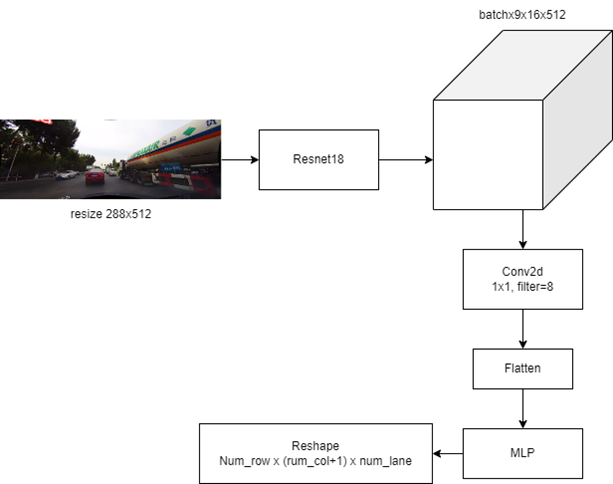 batchx9x16x512
Resnet18
resize 288x512
Conv2d
1x1, filter=8
Flatten
MLP
Reshape
Num_row x (rum_col+1) x num_lane